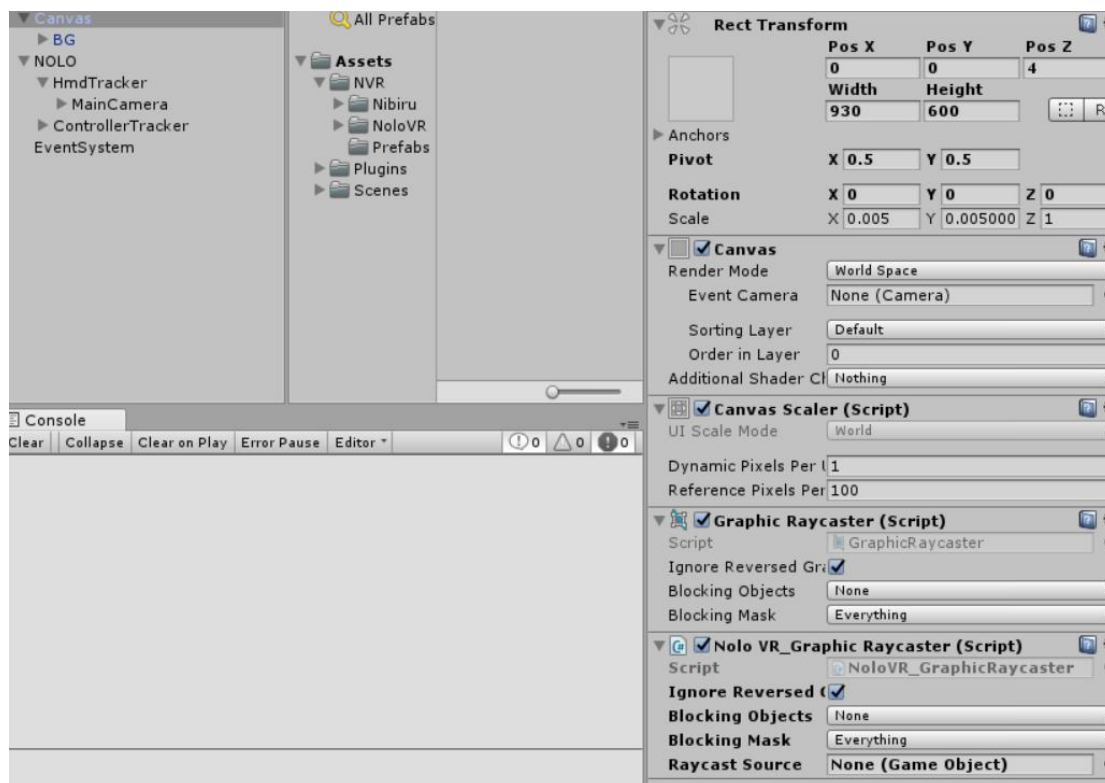 Canvas
BG
NOLO
HmdTracker
MainCamera
ControllerTracker
EventSystem
All Prefabs
Assets
NVR
Nibiru
NoloVR
Prefabs
Plugins
Scenes
Console
Clear Collapse Clear on Play Error Pause Editor 0 0 0
Rect Transform
Pos X Pos Y Pos Z
0 0 4
Width Height
930 600 R
Anchors
Pivot X 0.5 Y 0.5
Rotation X 0 Y 0 Z 0
Scale X 0.005 Y 0.005000 Z 1
Canvas
Render Mode World Space
Event Camera None (Camera)
Sorting Layer Default
Order in Layer 0
Additional Shader Ch Nothing
Canvas Scaler (Script)
UI Scale Mode World
Dynamic Pixels Per U 1
Reference Pixels Per 100
Graphic Raycaster (Script)
Script GraphicRaycaster
Ignore Reversed Gra
Blocking Objects None
Blocking Mask Everything
Nolo VR_Graphic Raycaster (Script)
Script NoloVR_GraphicRaycaster
Ignore Reversed G
Blocking Objects None
Blocking Mask Everything
Raycast Source None (Game Object)